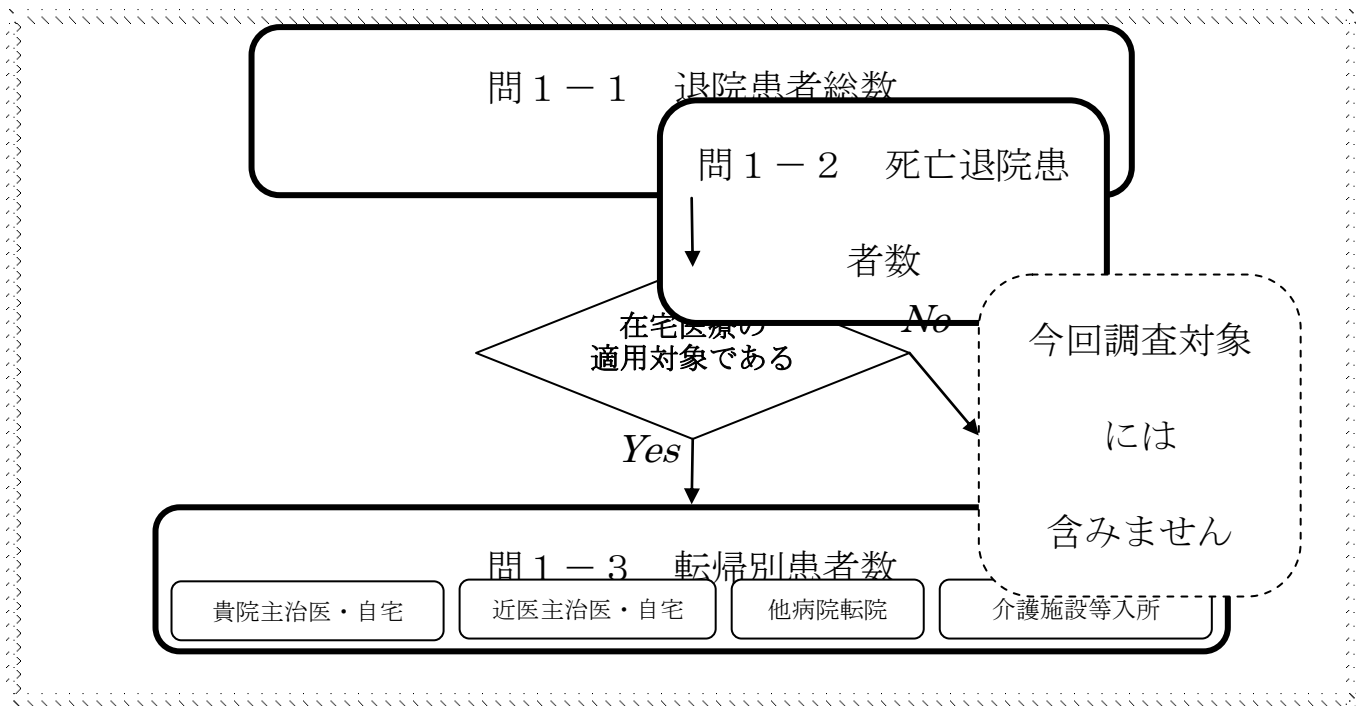 問１－１　退院患者総数
問１－２　死亡退院患
者数
在宅医療の
適用対象である
No
今回調査対象
には
含みません
Yes
問１－３　転帰別患者数
貴院主治医・自宅
近医主治医・自宅
他病院転院
介護施設等入所